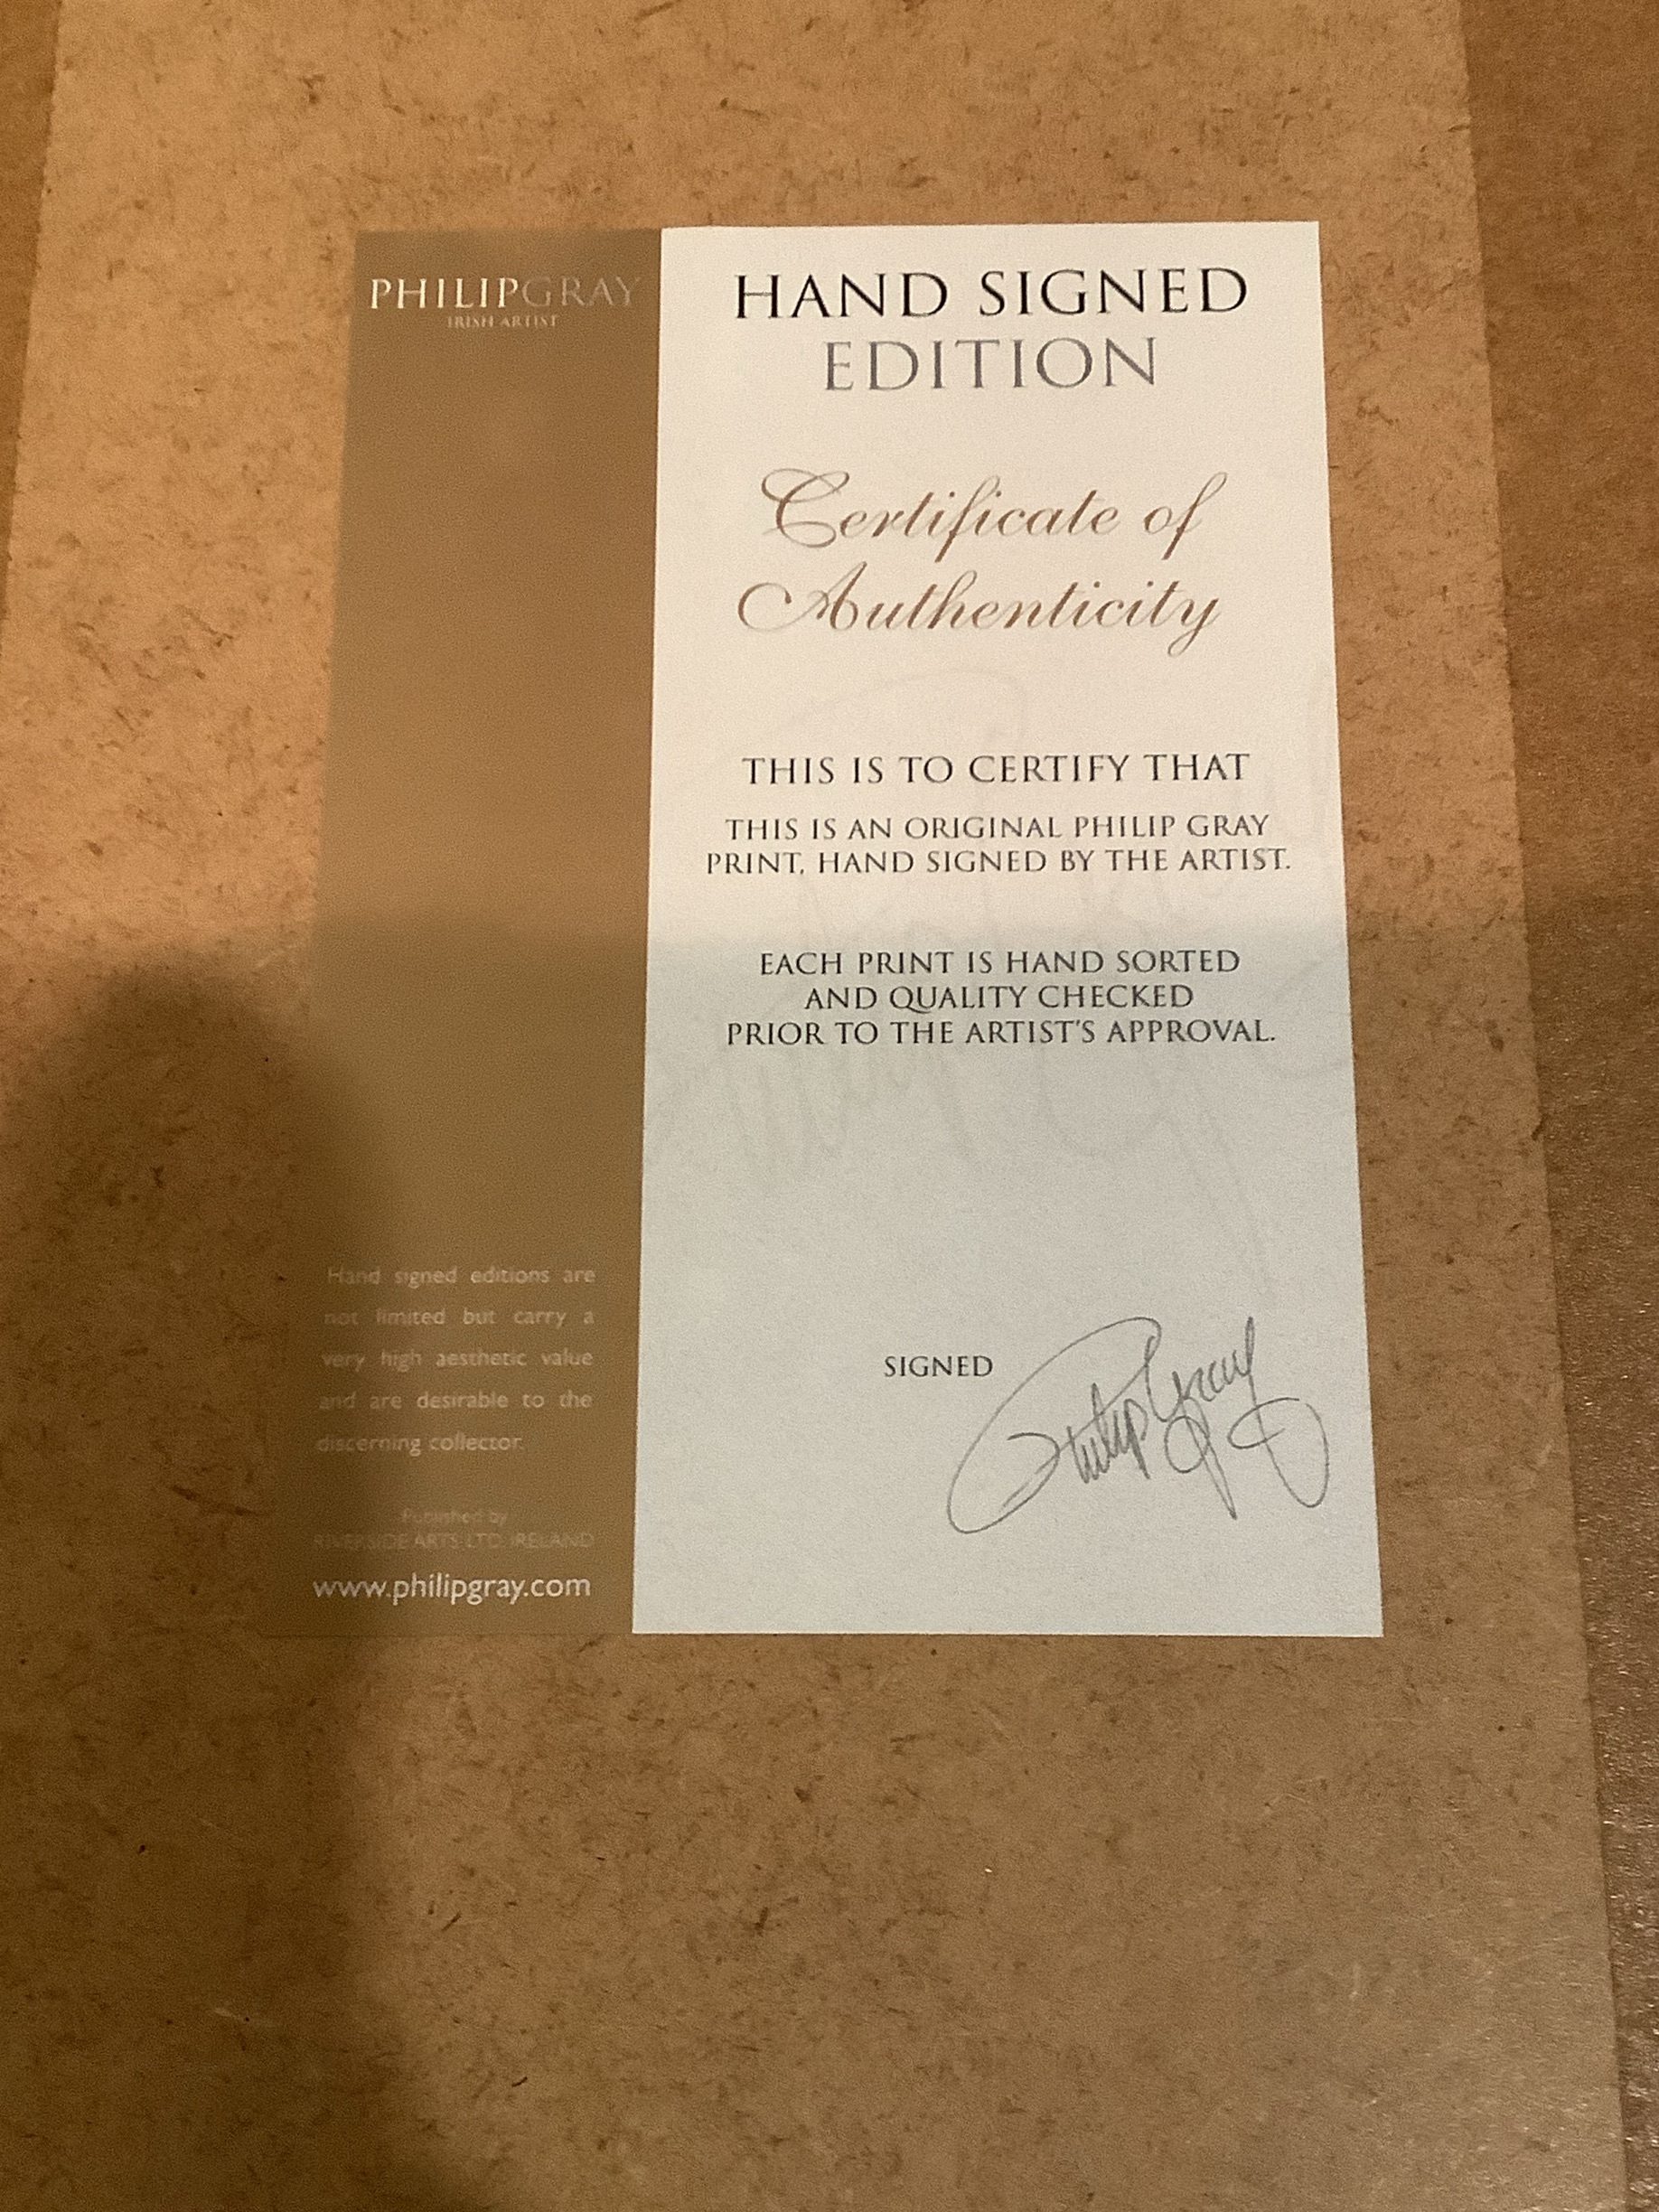 PHILIPGRAY
IRISH ARTIST
Hand signed editions are
not limited but carry a
very high aesthetic value
and are desirable to the
discerning collector.
Published by
RIVERSIDE ARTS LTD. IRELAND
www.philipgray.com
HAND SIGNED
EDITION
Certificate of
Authenticity
THIS IS TO CERTIFY THAT
THIS IS AN ORIGINAL PHILIP GRAY
PRINT, HAND SIGNED BY THE ARTIST.
EACH PRINT IS HAND SORTED
AND QUALITY CHECKED
PRIOR TO THE ARTIST'S APPROVAL.
SIGNED
Philip Gray